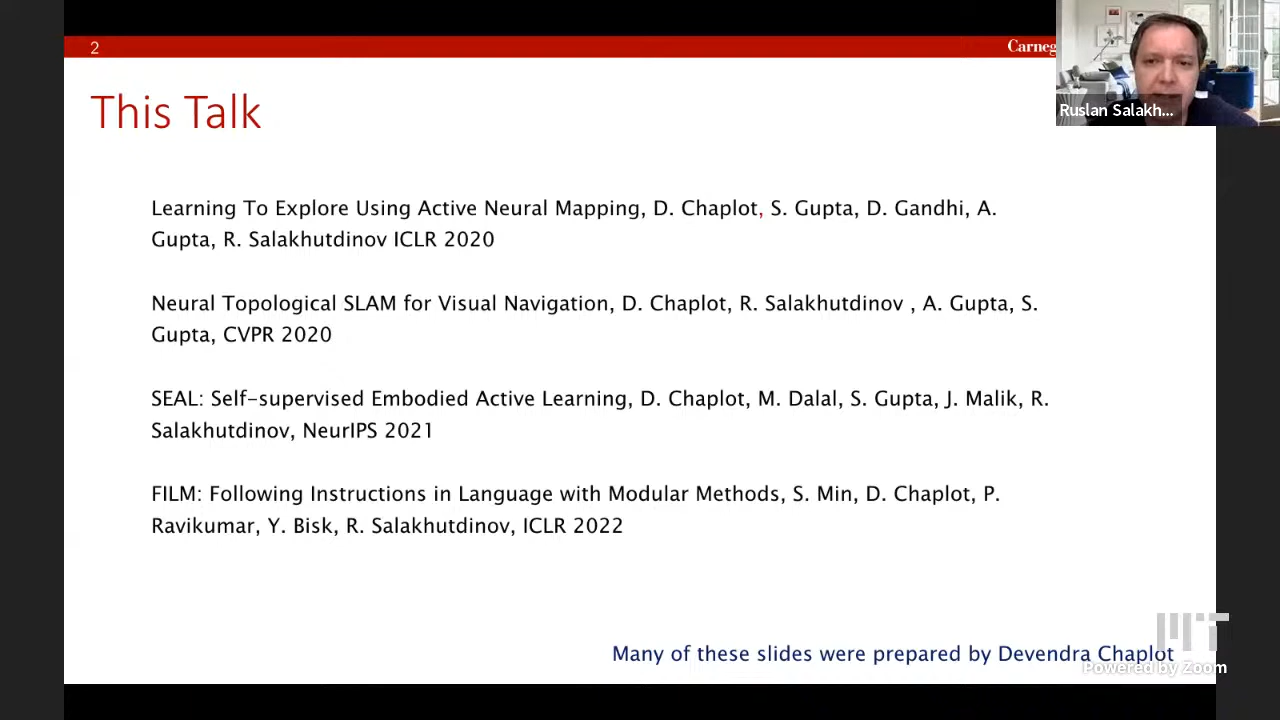 2
Carneg
Ruslan Salakh...
This Talk
Learning To Explore Using Active Neural Mapping, D. Chaplot, S. Gupta, D. Gandhi, A.
Gupta, R. Salakhutdinov ICLR 2020
Neural Topological SLAM for Visual Navigation, D. Chaplot, R. Salakhutdinov , A. Gupta, S.
Gupta, CVPR 2020
SEAL: Self-supervised Embodied Active Learning, D. Chaplot, M. Dalal, S. Gupta, J. Malik, R.
Salakhutdinov, NeurIPS 2021
FILM: Following Instructions in Language with Modular Methods, S. Min, D. Chaplot, P.
Ravikumar, Y. Bisk, R. Salakhutdinov, ICLR 2022
MIT
Many of these slides were prepared by Devendra Chaplot
Powered by Zoom